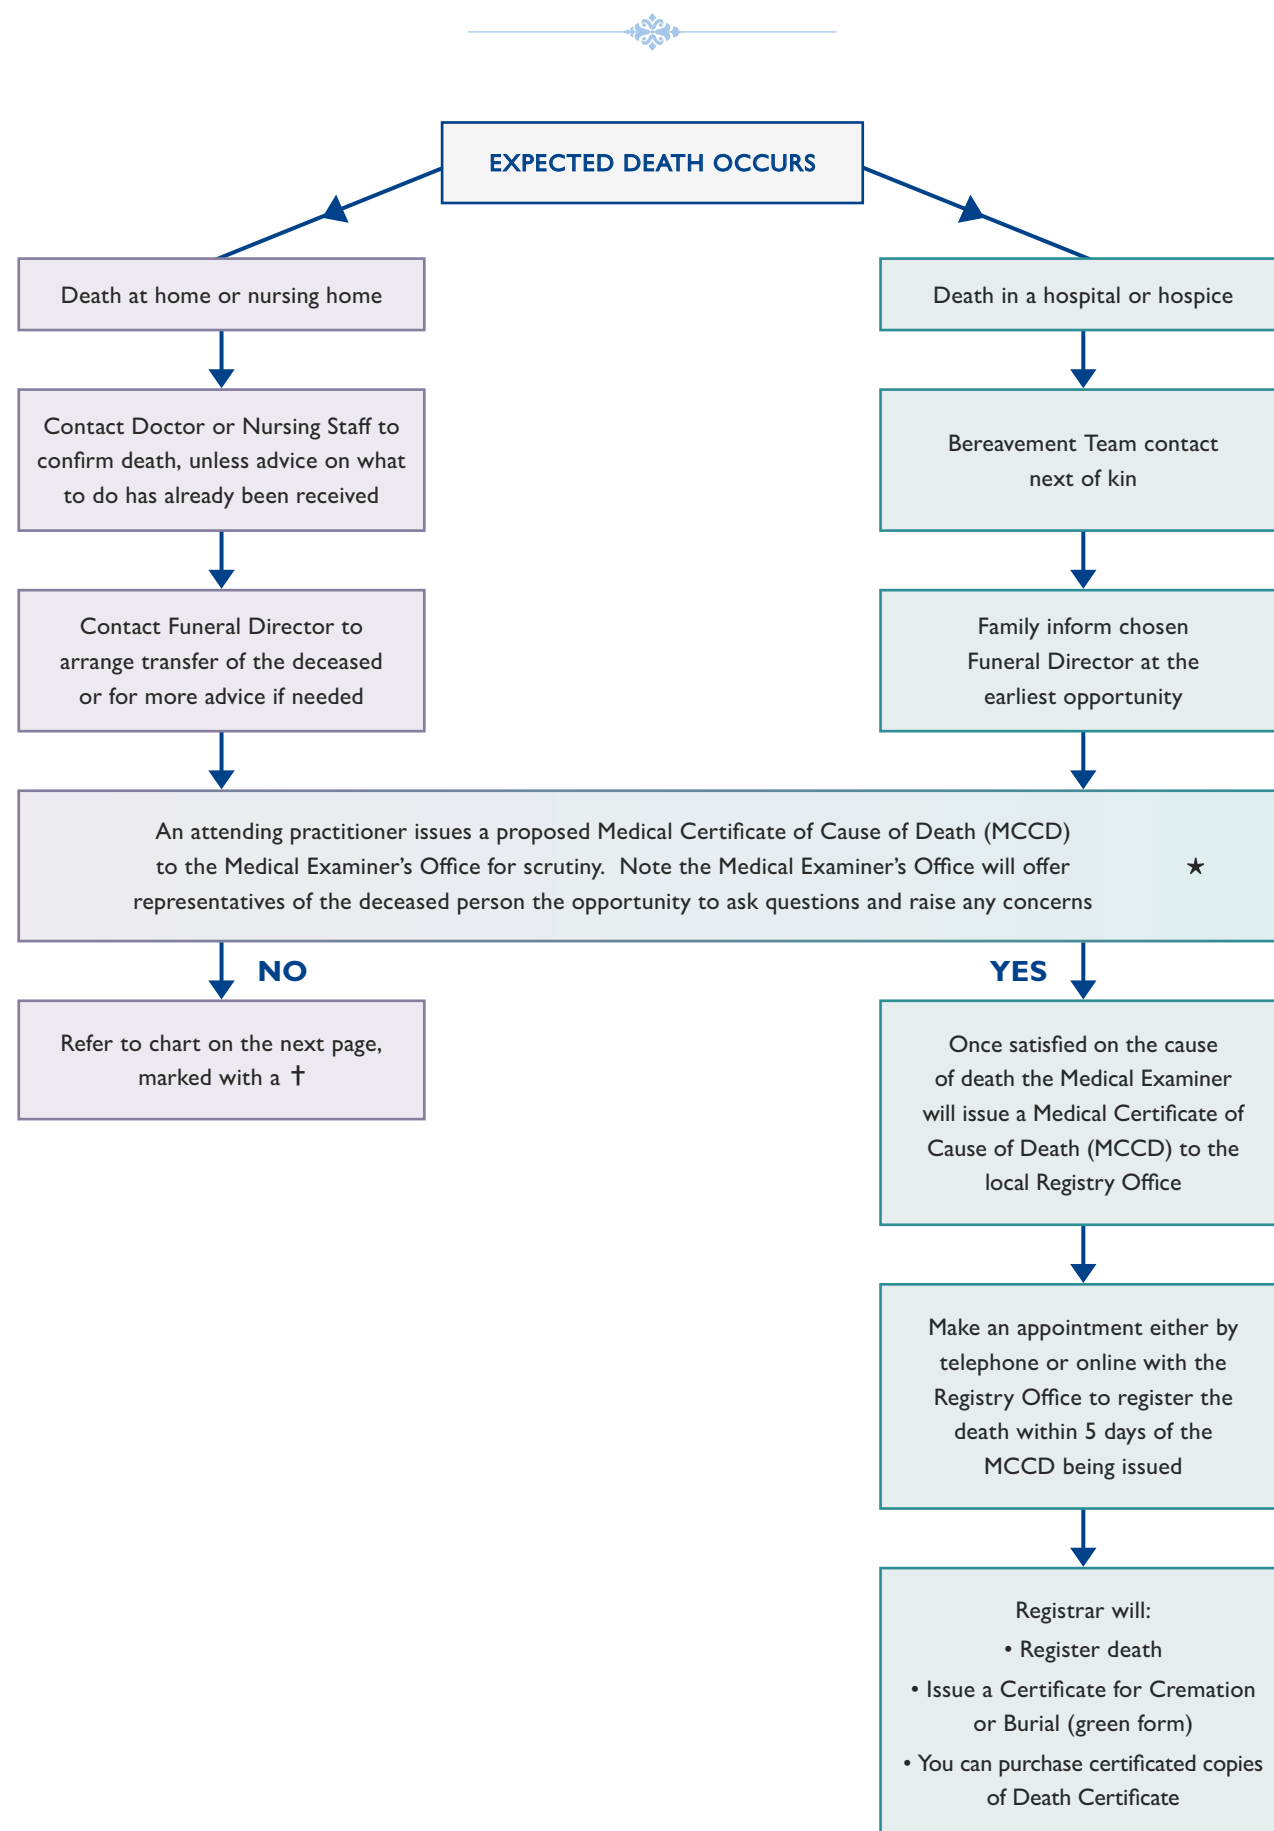 EXPECTED DEATH OCCURS
Death at home or nursing home
Contact Doctor or Nursing Staff to
confirm death, unless advice on what
to do has already been received
Contact Funeral Director to
arrange transfer of the deceased
or for more advice if needed
Death in a hospital or hospice
Bereavement Team contact
next of kin
Family inform chosen
Funeral Director at the
earliest opportunity
An attending practitioner issues a proposed Medical Certificate of Cause of Death (MCCD)
to the Medical Examiner’s Office for scrutiny.  Note the Medical Examiner’s Office will offer ★
representatives of the deceased person the opportunity to ask questions and raise any concerns
NO
Refer to chart on the next page,
marked with a †
YES
Once satisfied on the cause
of death the Medical Examiner
will issue a Medical Certificate of
Cause of Death (MCCD) to the
local Registry Office
Make an appointment either by
telephone or online with the
Registry Office to register the
death within 5 days of the
MCCD being issued
Registrar will:
• Register death
• Issue a Certificate for Cremation
or Burial (green form)
• You can purchase certificated copies
of Death Certificate